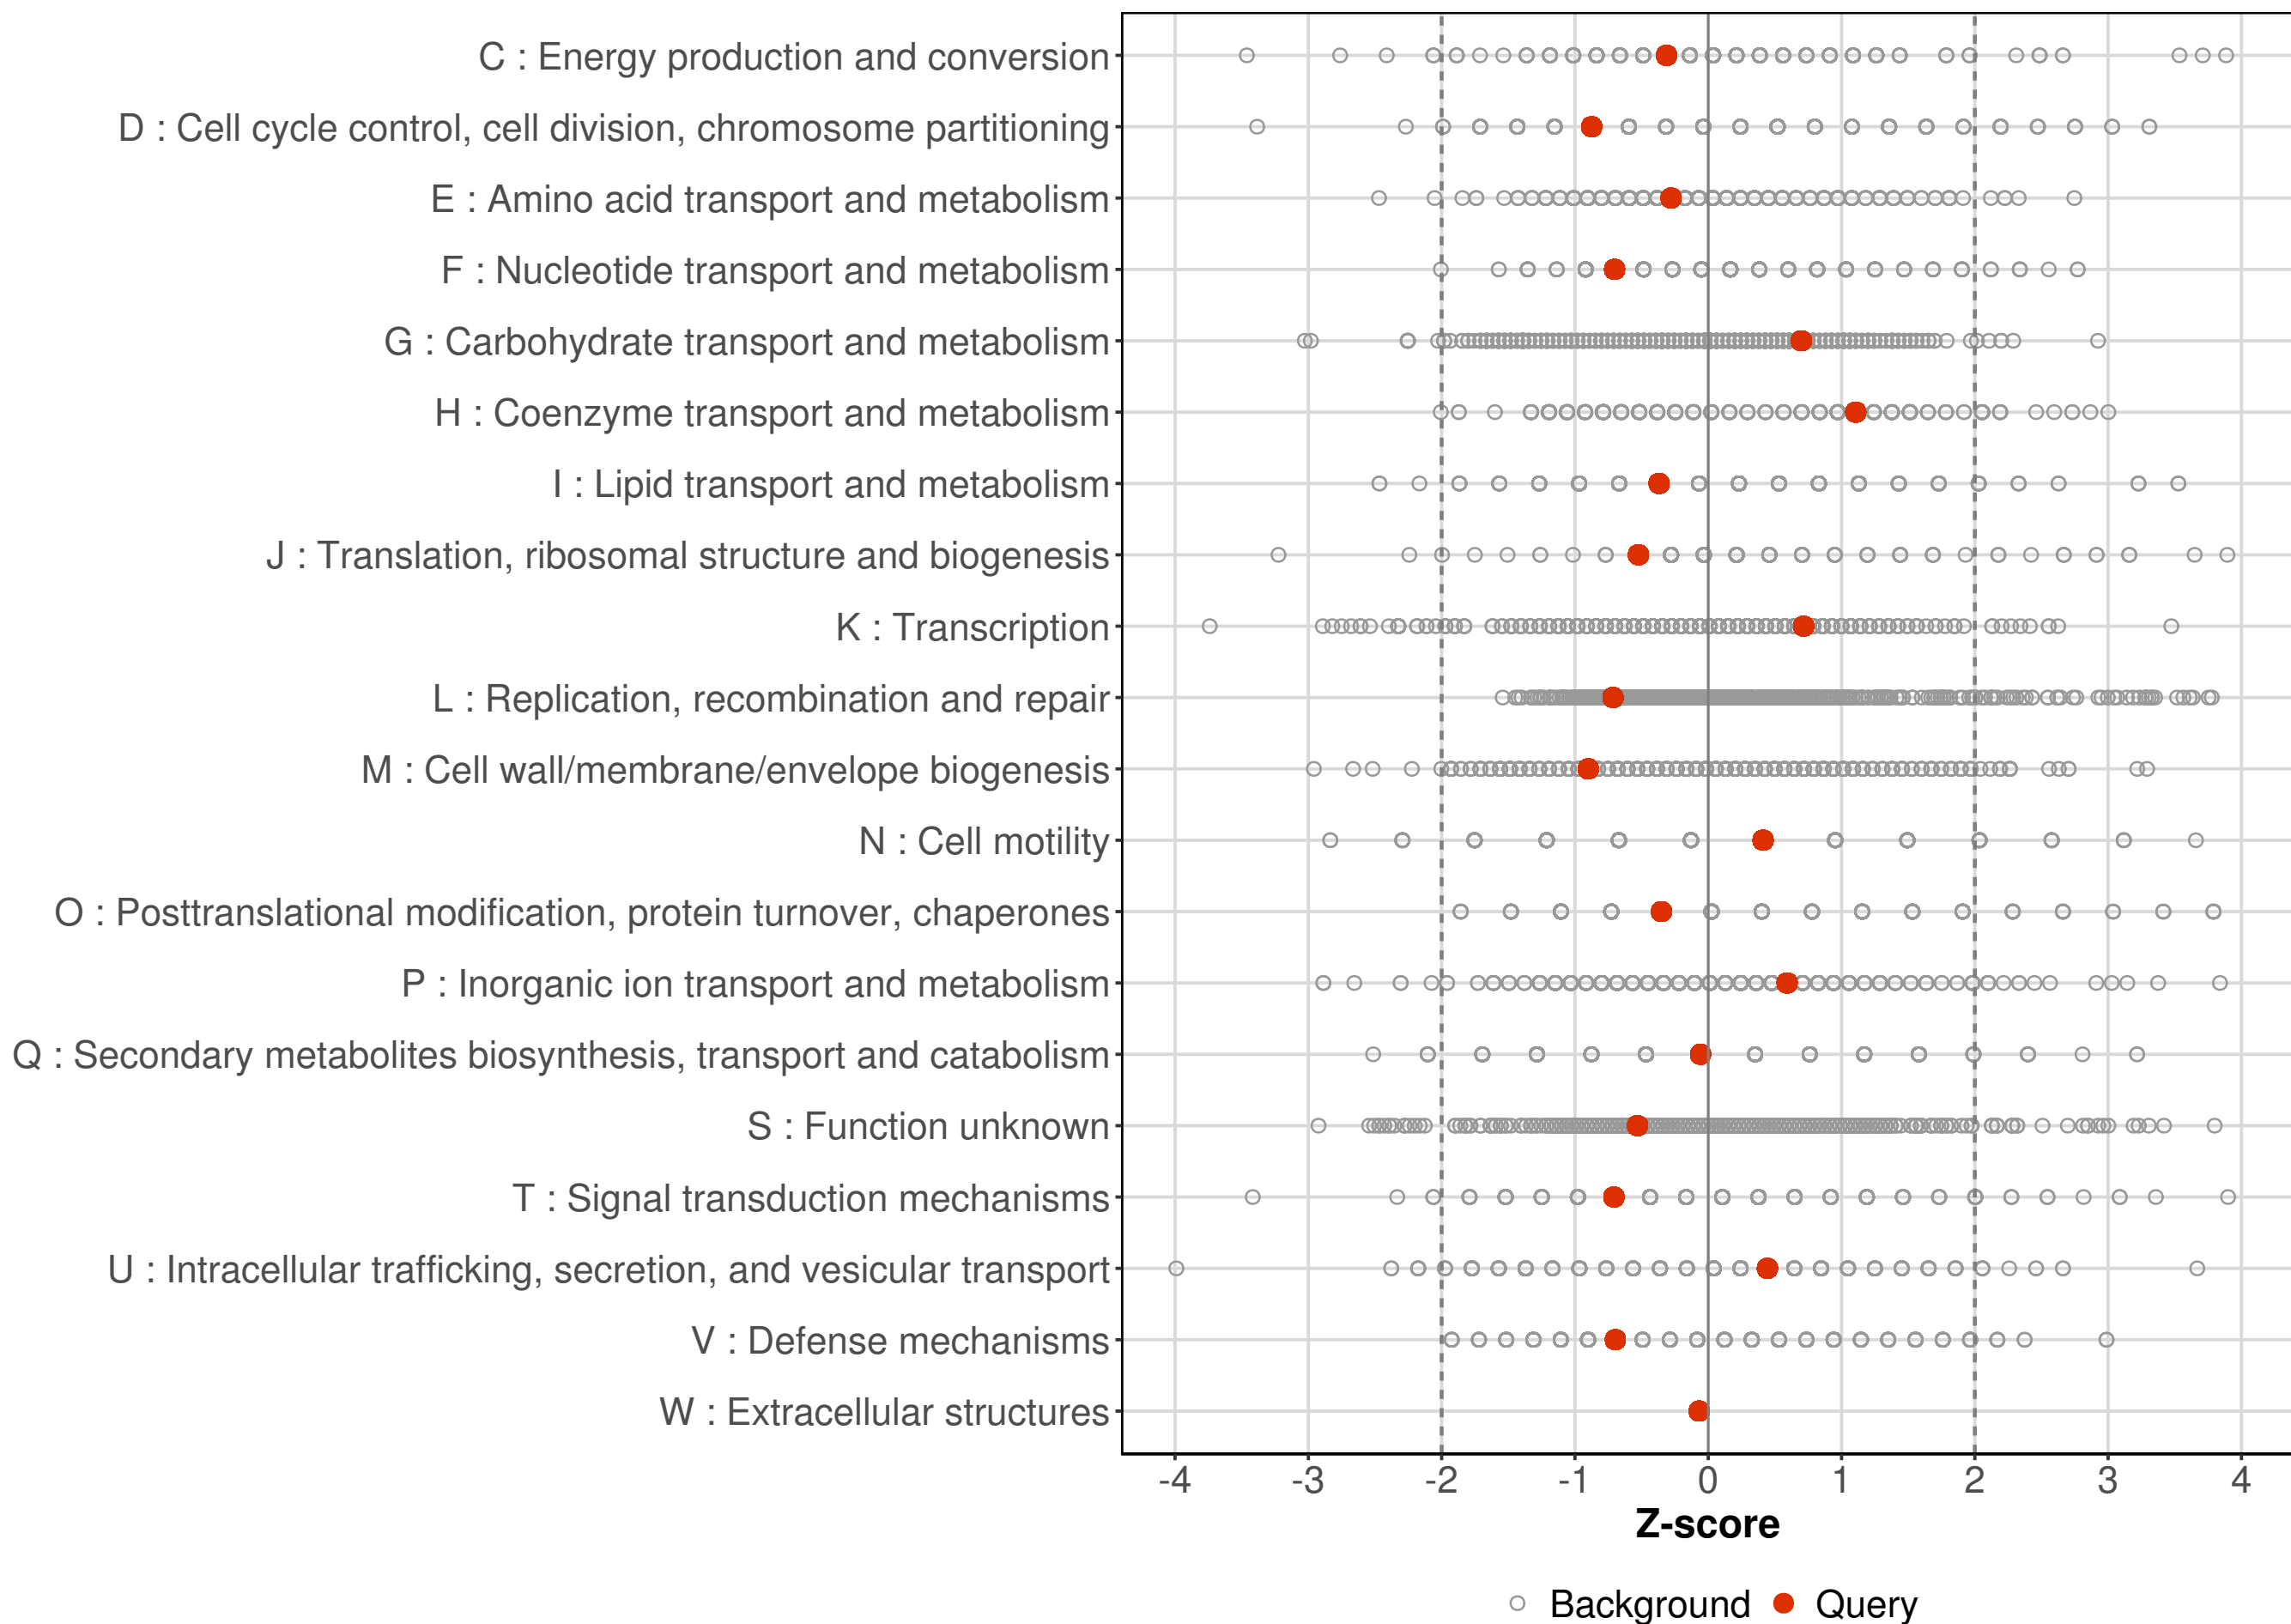 C : Energy production and conversion
D : Cell cycle control, cell division, chromosome partitioning
E : Amino acid transport and metabolism
F : Nucleotide transport and metabolism
G : Carbohydrate transport and metabolism
H : Coenzyme transport and metabolism
I : Lipid transport and metabolism
J : Translation, ribosomal structure and biogenesis
K : Transcription
L : Replication, recombination and repair
M : Cell wall/membrane/envelope biogenesis
N : Cell motility
O : Posttranslational modification, protein turnover, chaperones
P : Inorganic ion transport and metabolism
Q : Secondary metabolites biosynthesis, transport and catabolism
S : Function unknown
T : Signal transduction mechanisms
U : Intracellular trafficking, secretion, and vesicular transport
V : Defense mechanisms
W : Extracellular structures
-4 -3 -2 -1 0 1 2 3 4
Z-score
Background Query